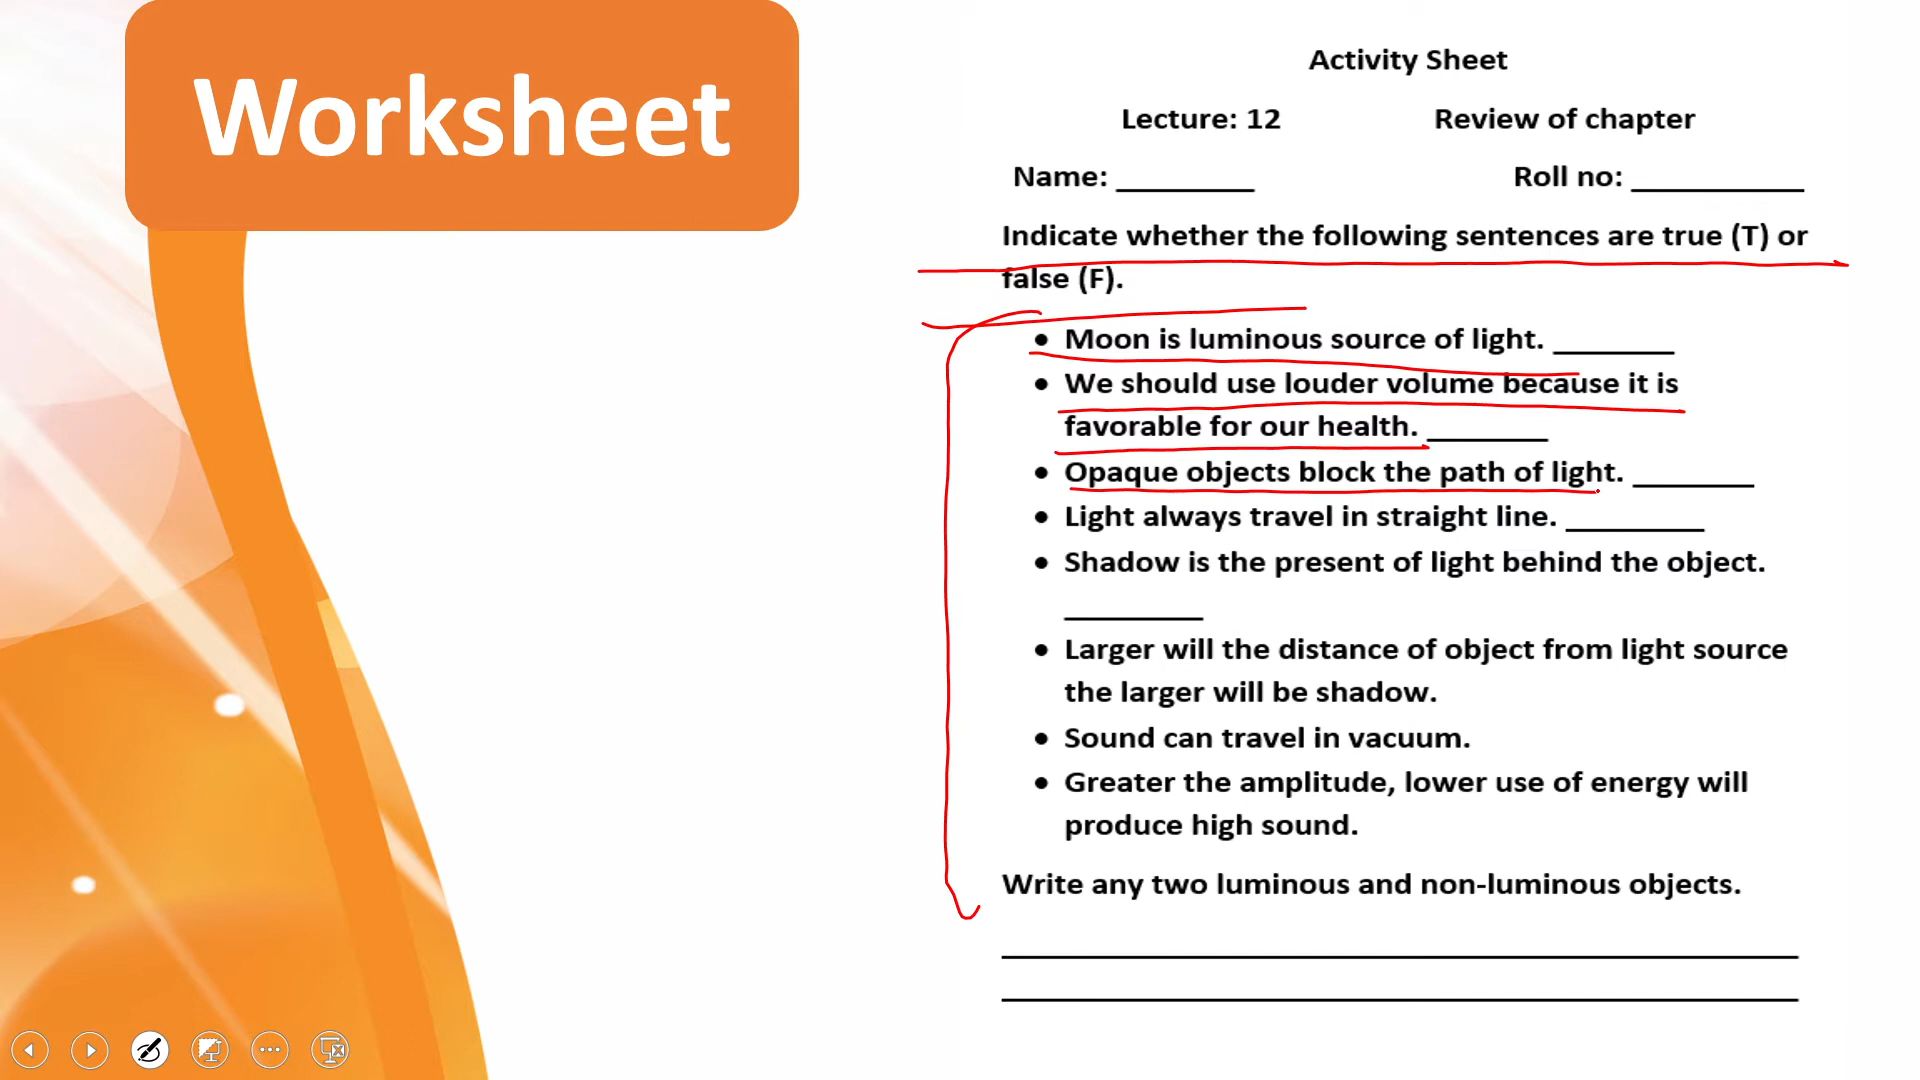 Worksheet
Activity Sheet
Lecture: 12 Review of chapter
Name: ________ Roll no: __________
Indicate whether the following sentences are true (T) or
false (F).
• Moon is luminous source of light. _______
• We should use louder volume because it is
favorable for our health. _______
• Opaque objects block the path of light. _______
• Light always travel in straight line. ________
• Shadow is the present of light behind the object.
________
• Larger will the distance of object from light source
the larger will be shadow.
• Sound can travel in vacuum.
• Greater the amplitude, lower use of energy will
produce high sound.
Write any two luminous and non-luminous objects.